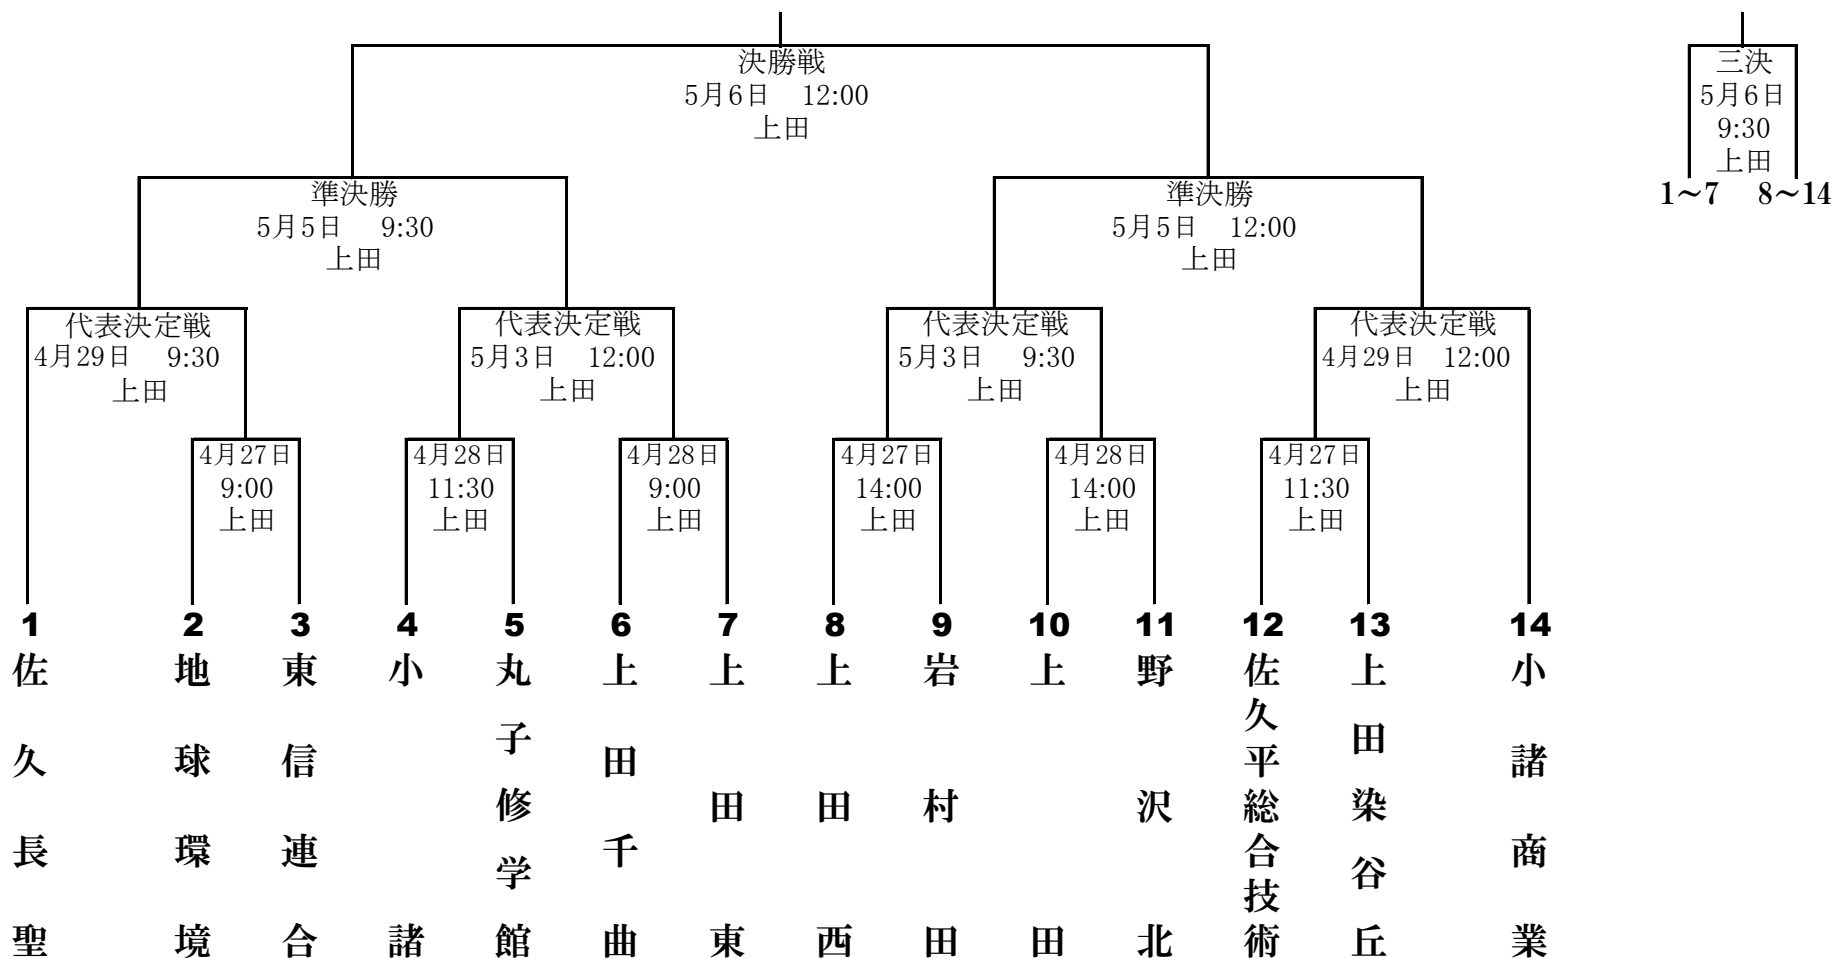 決勝戦
5月6日 12:00
上田
三決
5月6日
9:30
上田
1~7 8~14
準決勝
5月5日 9:30
上田
準決勝
5月5日 12:00
上田
代表決定戦
4月29日 9:30
上田
代表決定戦
5月3日 12:00
上田
代表決定戦
5月3日 9:30
上田
代表決定戦
4月29日 12:00
上田
4月27日
9:00
上田
4月28日
11:30
上田
4月28日
9:00
上田
4月27日
14:00
上田
4月28日
14:00
上田
4月27日
11:30
上田
1
佐久長聖
2
地球環境
3
東信連合
4
小諸
5
丸子修学館
6
上田千曲
7
上田東
8
上田西
9
岩村田
10
上田
11
野沢北
12
佐久平総合技術
13
上田染谷丘
14
小諸商業